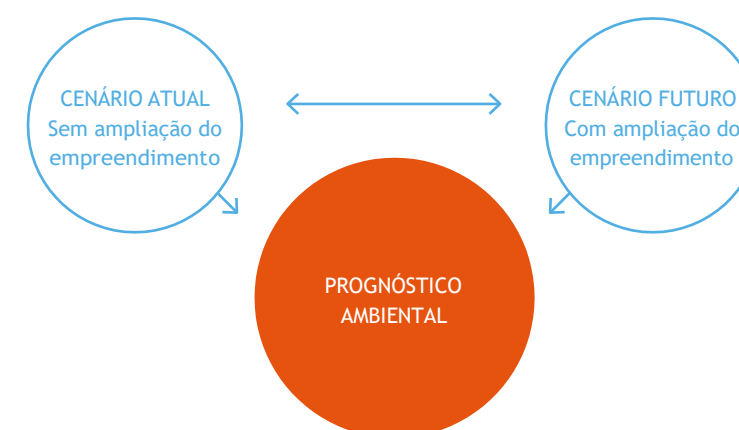 CENÁRIO ATUAL
Sem ampliação do
empreendimento
CENÁRIO FUTURO
Com ampliação do
empreendimento
PROGNÓSTICO
AMBIENTAL